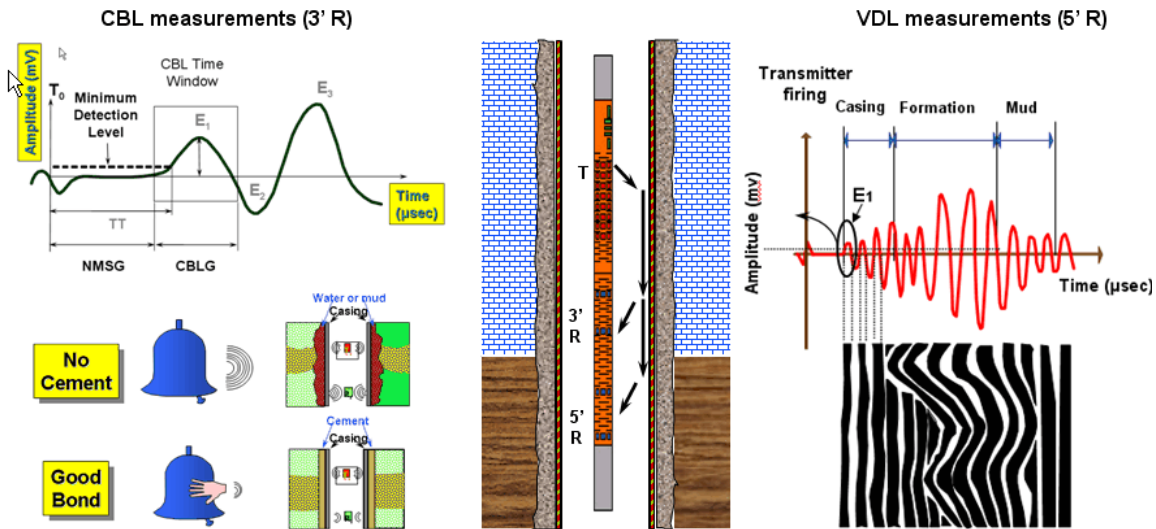 CBL measurements (3' R)
Amplitude (mV)
T0
Minimum
Detection
Level
CBL Time
Window
E1
E2
E3
Time
(µsec)
TT
NMSG
CBLG
No
Cement
Water or mud
Casing
Good
Bond
Cement
Casing
T
3'
R
5'
R
VDL measurements (5' R)
Transmitter
firing
Casing
Formation
Mud
Amplitude (mv)
E1
Time (µsec)